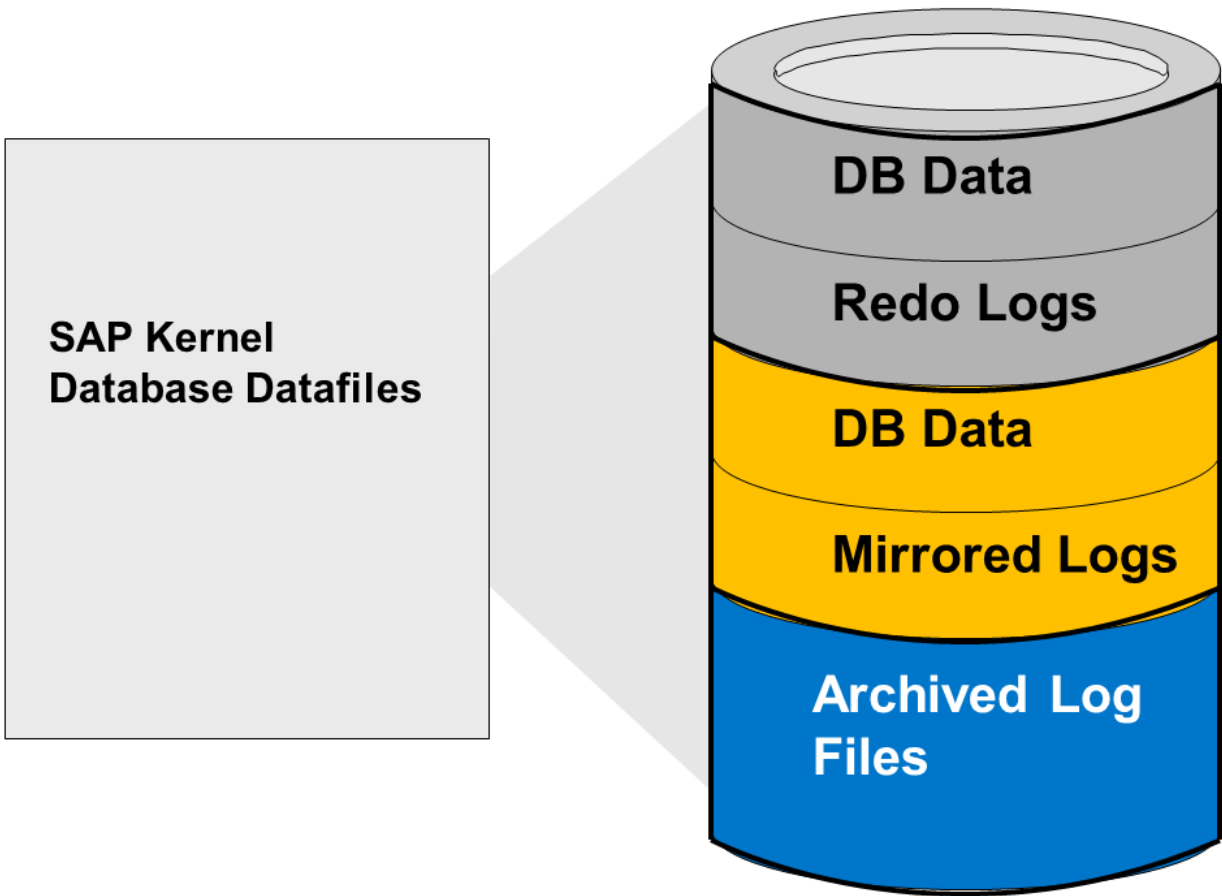 SAP Kernel
Database Datafiles
DB Data
Redo Logs
DB Data
Mirrored Logs
Archived Log
Files